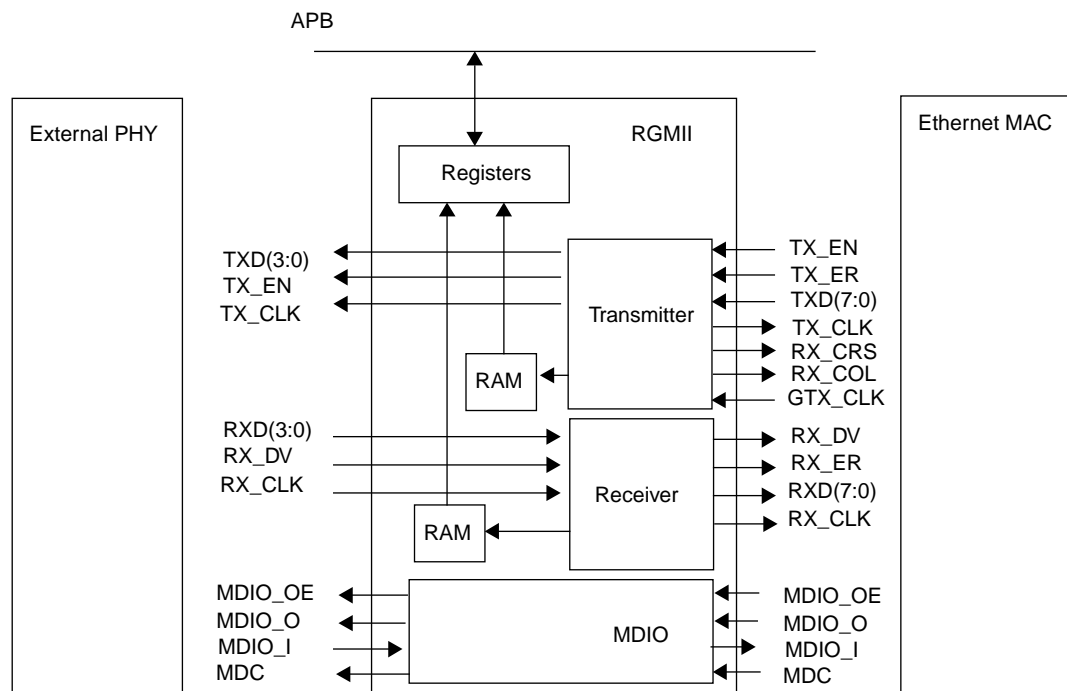 APB
External PHY
RGMII
Ethernet MAC
Registers
TXD(3:0)
TX_EN
TX_CLK
Transmitter
TX_EN
TX_ER
TXD(7:0)
TX_CLK
RX_CRS
RX_COL
GTX_CLK
RAM
RXD(3:0)
RX_DV
RX_CLK
Receiver
RX_DV
RX_ER
RXD(7:0)
RX_CLK
RAM
MDIO_OE
MDIO_O
MDIO_I
MDC
MDIO
MDIO_OE
MDIO_O
MDIO_I
MDC